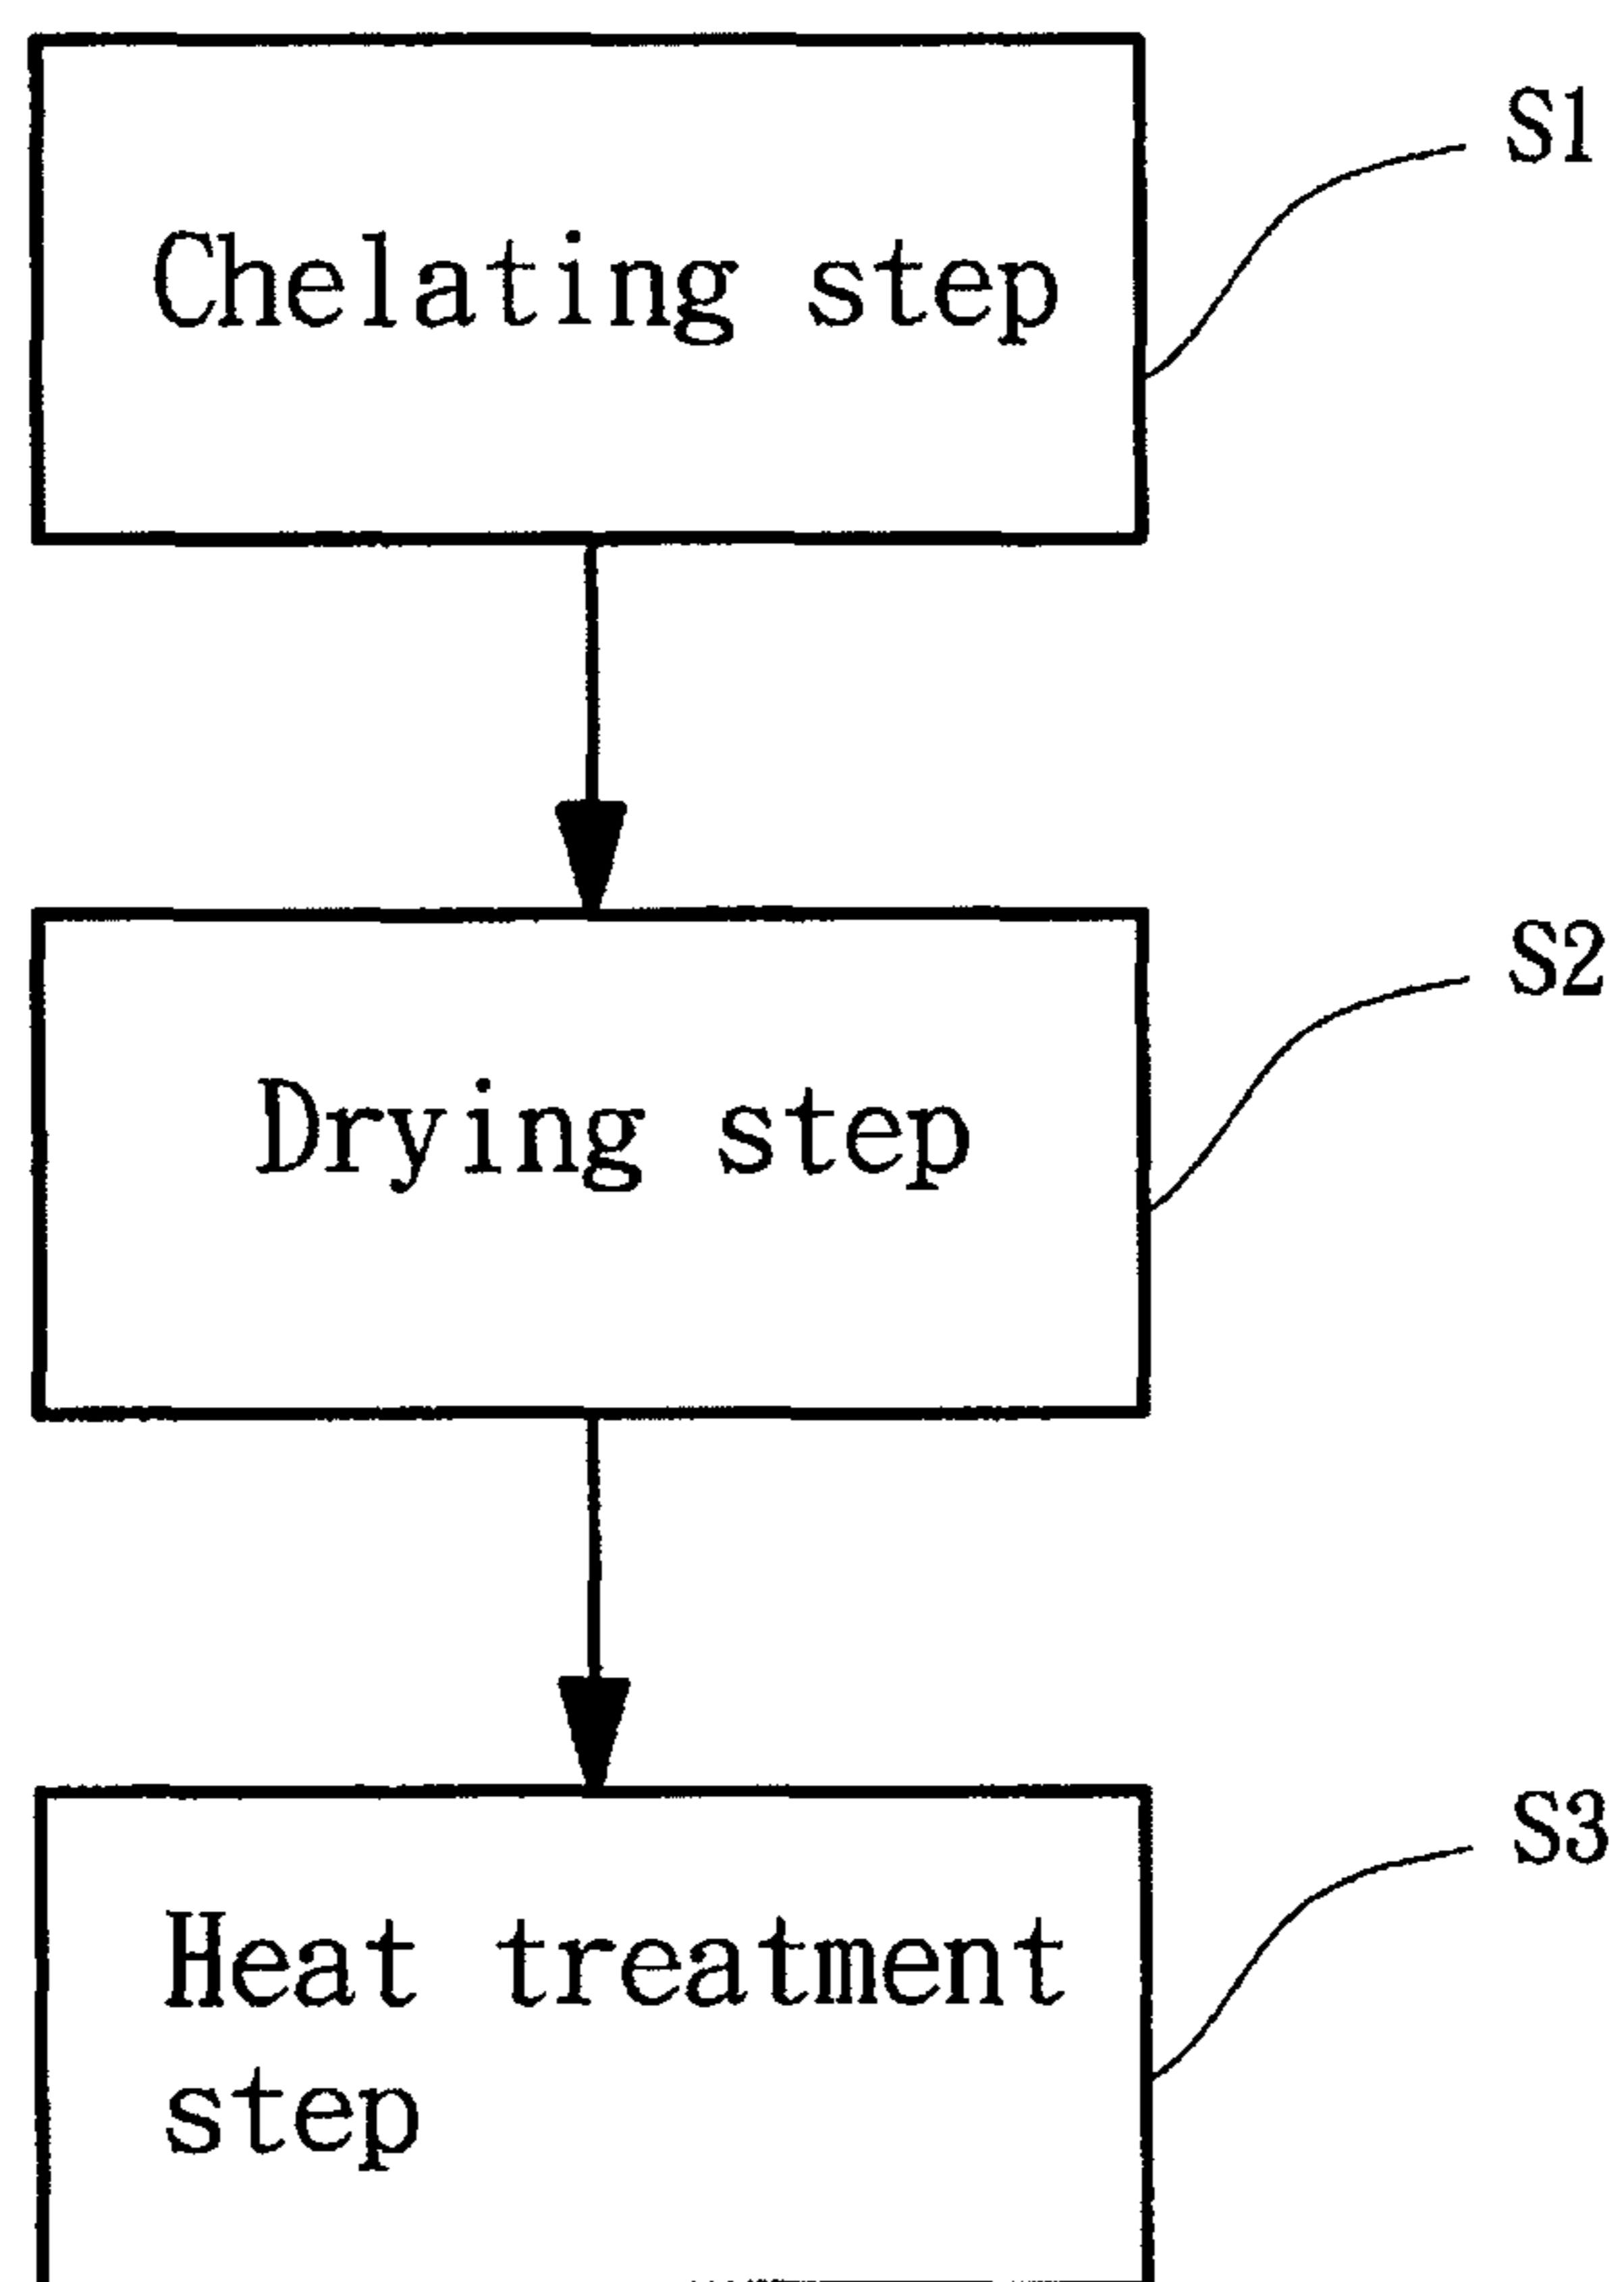 S1
Chelating step
S2
Drying step
S3
Heat treatment
step